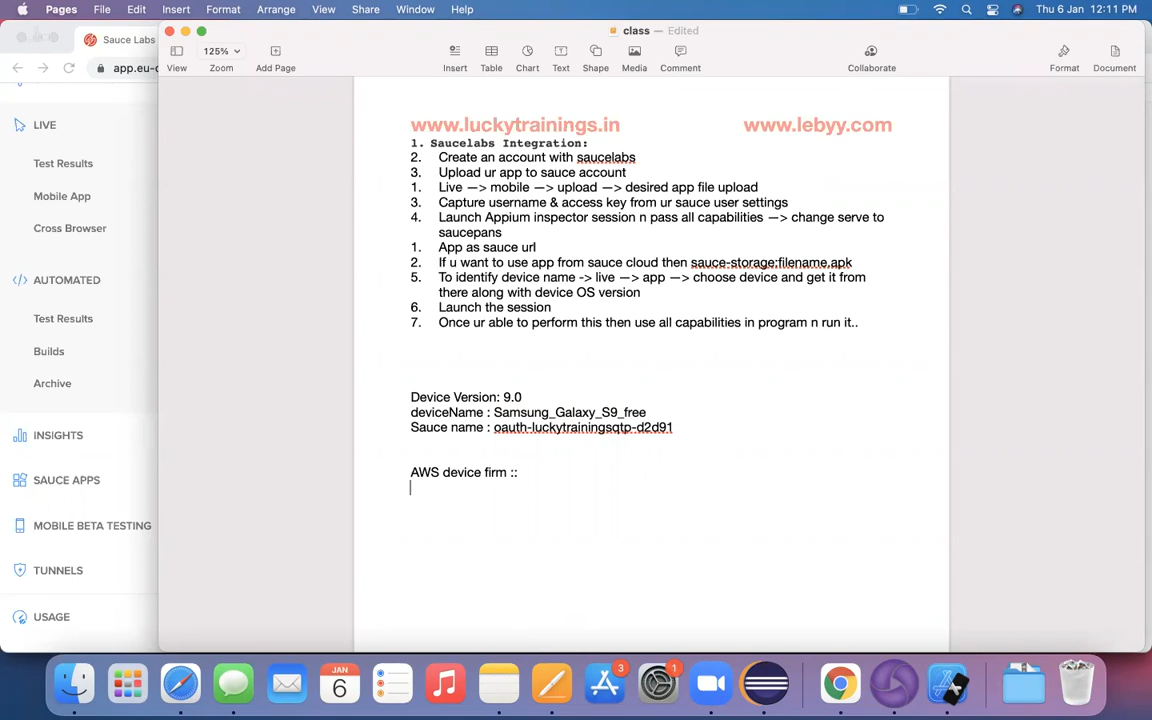 Pages File Edit Insert Format Arrange View Share Window Help Thu 6 Jan 12:11 PM
Sauce Labs
app.eu-c
class — Edited
125%
View Zoom Add Page Insert Table Chart Text Shape Media Comment Collaborate Format Document
LIVE
Test Results
Mobile App
Cross Browser
AUTOMATED
Test Results
Builds
Archive
INSIGHTS
SAUCE APPS
MOBILE BETA TESTING
TUNNELS
USAGE
www.luckytrainings.in www.lebyy.com
1. Saucelabs Integration:
2. Create an account with saucelabs
3. Upload ur app to sauce account
1. Live —> mobile —> upload —> desired app file upload
3. Capture username & access key from ur sauce user settings
4. Launch Appium inspector session n pass all capabilities —> change serve to
saucepans
1. App as sauce url
2. If u want to use app from sauce cloud then sauce-storage:filename.apk
5. To identify device name -> live —> app —> choose device and get it from
there along with device OS version
6. Launch the session
7. Once ur able to perform this then use all capabilities in program n run it..
Device Version: 9.0
deviceName : Samsung_Galaxy_S9_free
Sauce name : oauth-luckytrainingsqtp-d2d91
AWS device firm ::
JAN
6
3
1